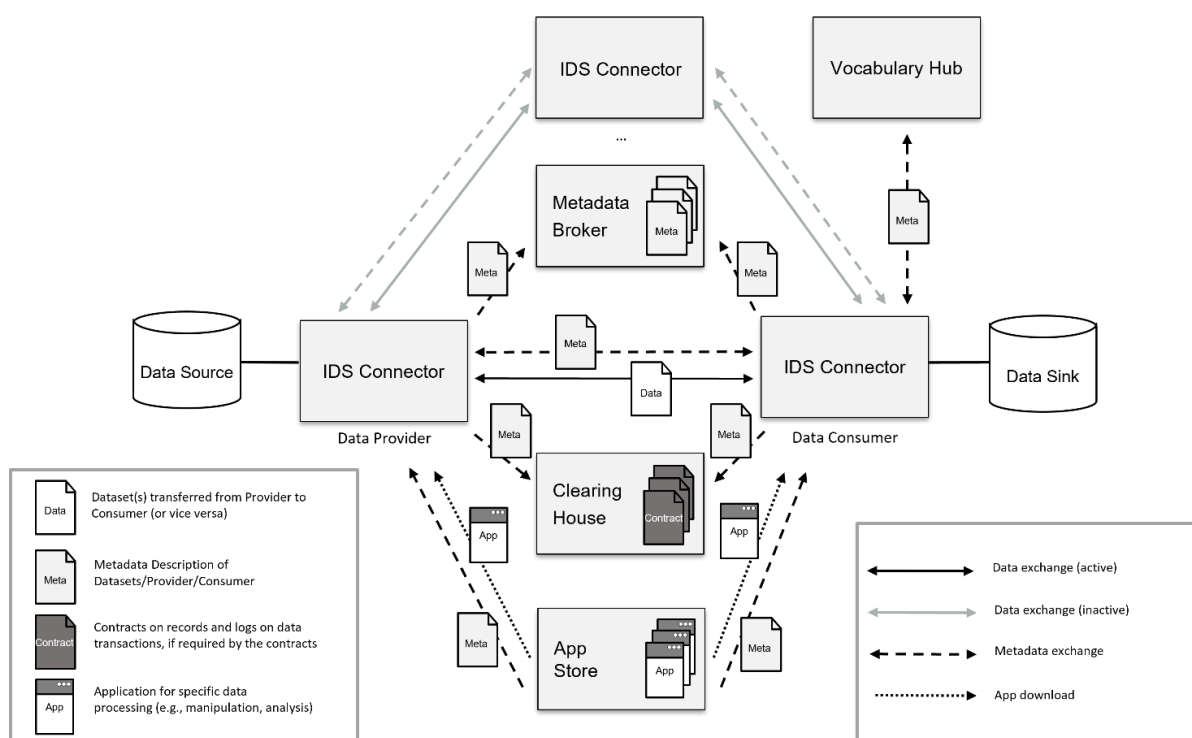 IDS Connector
Vocabulary Hub
...
Metadata
Broker
Meta
Meta
Meta
Meta
Data Source
IDS Connector
Meta
Data
IDS Connector
Data Sink
Data Provider
Data Consumer
Meta
Meta
Clearing
House
Contract
App
App
App
Store
App
Meta
Meta
Data
Dataset(s) transferred from Provider to
Consumer (or vice versa)
Meta
Metadata Description of
Datasets/Provider/Consumer
Contract
Contracts on records and logs on data
transactions, if required by the contracts
App
Application for specific data
processing (e.g., manipulation, analysis)
Data exchange (active)
Data exchange (inactive)
Metadata exchange
App download